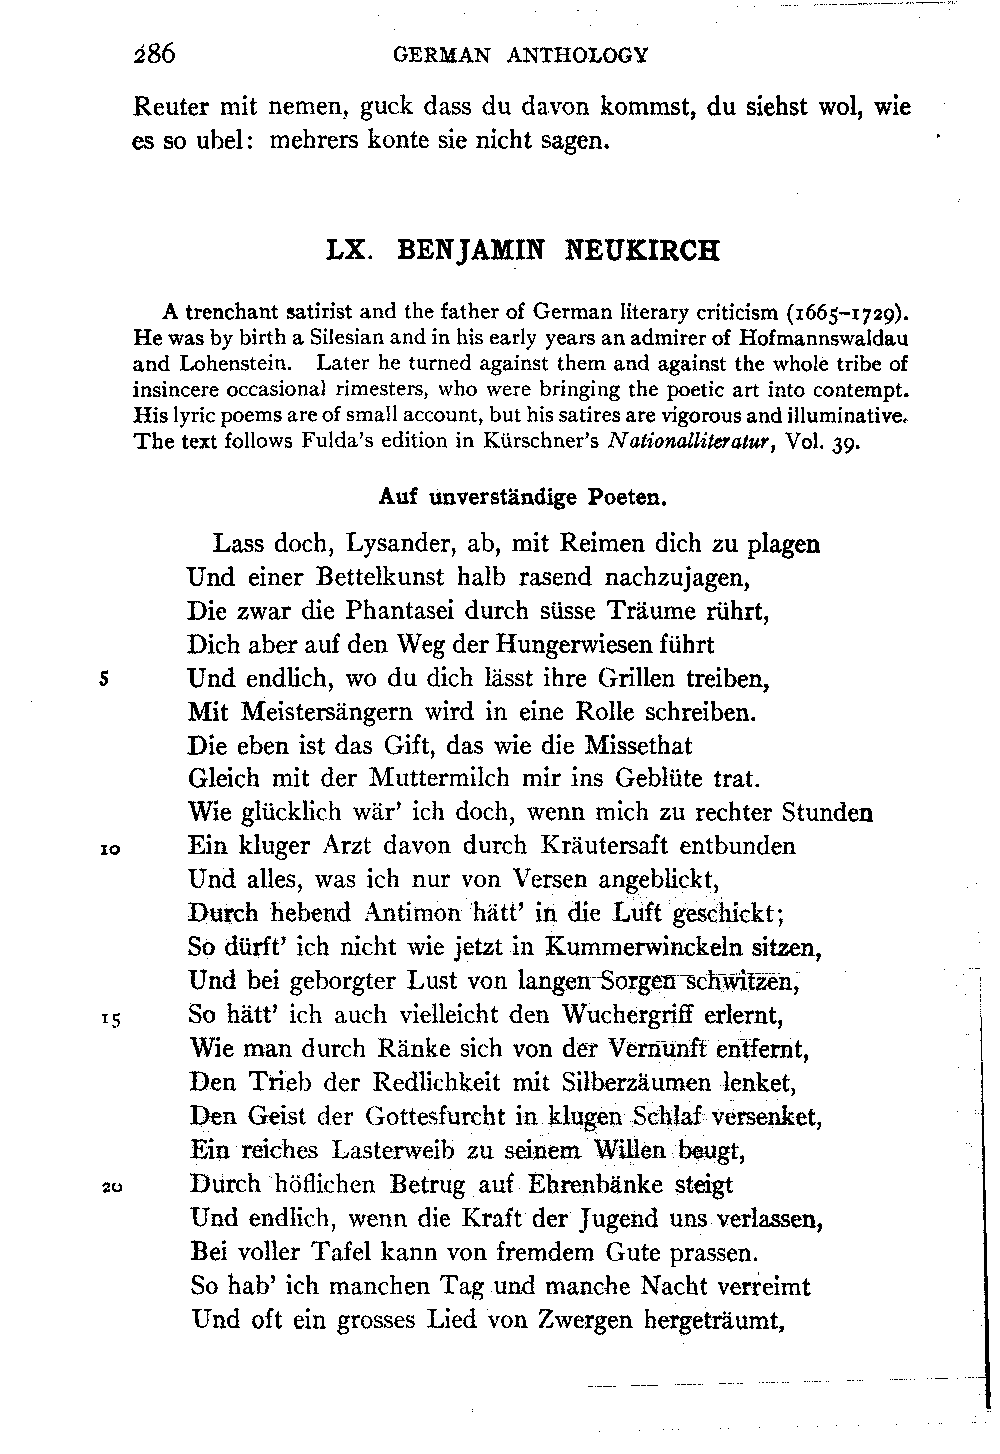 286 GERMAN ANTHOLOGY
Reuter mit nemen, guck dass du davon kommst, du siehst wol, wie
es so ubel: mehrers konte sie nicht sagen.
LX. BENJAMIN NEUKIRCH
A trenchant satirist and the father of German literary criticism (1665–1729).
He was by birth a Silesian and in his early years an admirer of Hofmannswaldau
and Lohenstein. Later he turned against them and against the whole tribe of
insincere occasional rimesters, who were bringing the poetic art into contempt.
His lyric poems are of small account, but his satires are vigorous and illuminative.
The text follows Fulda's edition in Kürschner's Nationalliteratur, Vol. 39.
Auf unverständige Poeten.
Lass doch, Lysander, ab, mit Reimen dich zu plagen
Und einer Bettelkunst halb rasend nachzujagen,
Die zwar die Phantasei durch süsse Träume rührt,
Dich aber auf den Weg der Hungerwiesen führt
5 Und endlich, wo du dich lässt ihre Grillen treiben,
Mit Meistersängern wird in eine Rolle schreiben.
Die eben ist das Gift, das wie die Missethat
Gleich mit der Muttermilch mir ins Geblüte trat.
Wie glücklich wär' ich doch, wenn mich zu rechter Stunden
10 Ein kluger Arzt davon durch Kräutersaft entbunden
Und alles, was ich nur von Versen angeblickt,
Durch hebend Antimon hätt' in die Luft geschickt;
So dürft' ich nicht wie jetzt in Kummerwinckeln sitzen,
Und bei geborgter Lust von langen Sorgen schwitzen,
15 So hätt' ich auch vielleicht den Wuchergriff erlernt,
Wie man durch Ränke sich von der Vernunft entfernt,
Den Trieb der Redlichkeit mit Silberzäumen lenket,
Den Geist der Gottesfurcht in klugen Schlaf versenket,
Ein reiches Lasterweib zu seinem Willen beugt,
20 Durch höflichen Betrug auf Ehrenbänke steigt
Und endlich, wenn die Kraft der Jugend uns verlassen,
Bei voller Tafel kann von fremdem Gute prassen.
So hab' ich manchen Tag und manche Nacht verreimt
Und oft ein grosses Lied von Zwergen hergeträumt,